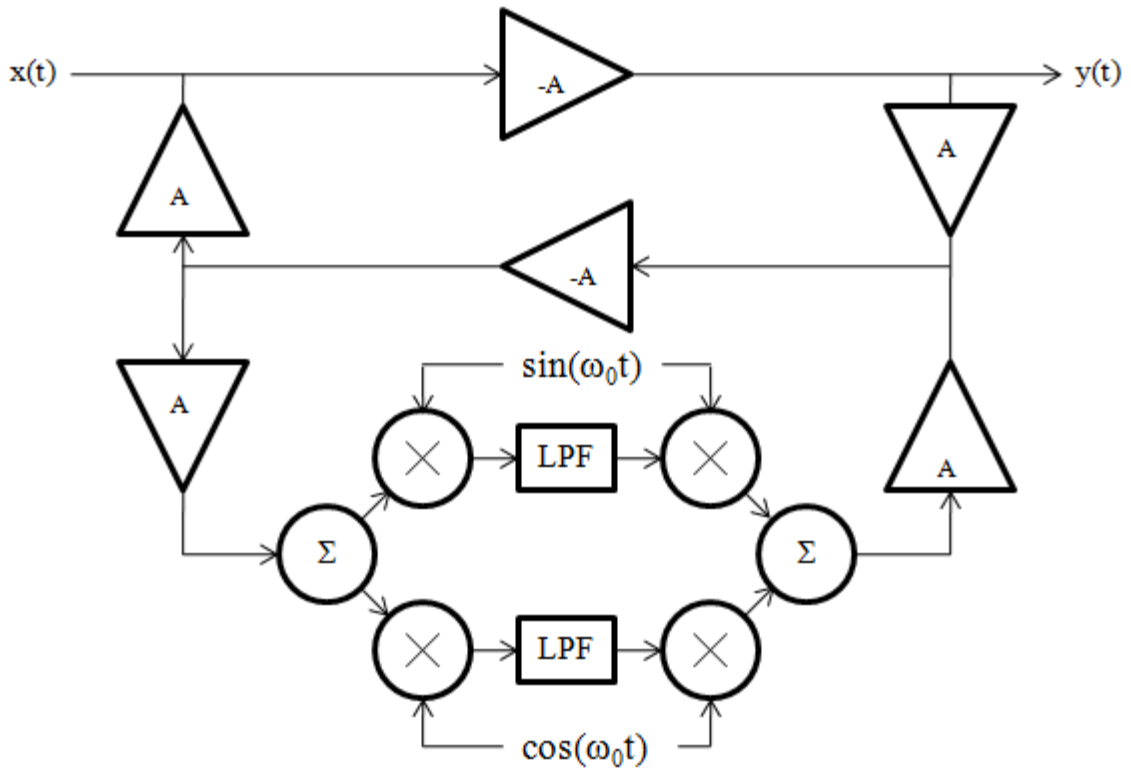 x(t)
-A
y(t)
A
A
-A
A
sin(ω₀t)
A
×
LPF
×
Σ
Σ
×
LPF
×
cos(ω₀t)